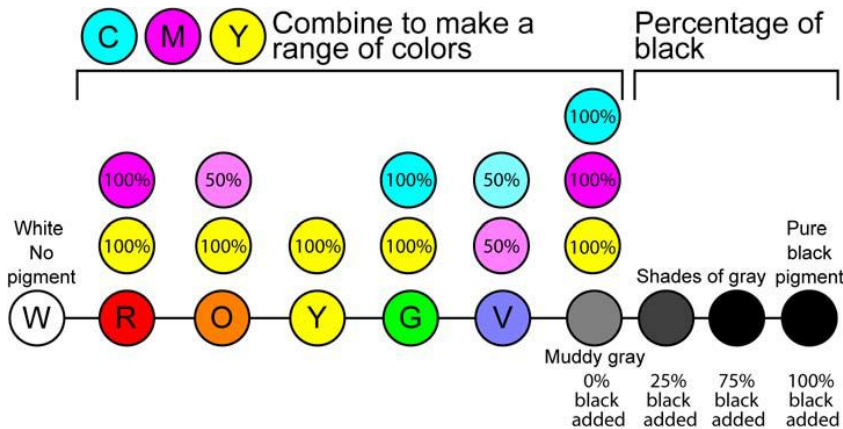 C M Y Combine to make a
range of colors
Percentage of
black
100%
100% 50% 100% 50% 100%
100% 100% 100% 100% 50% 100%
White
No
pigment
Shades of gray
Pure
black
pigment
W R O Y G V
Muddy gray
0%
black
added
25%
black
added
75%
black
added
100%
black
added